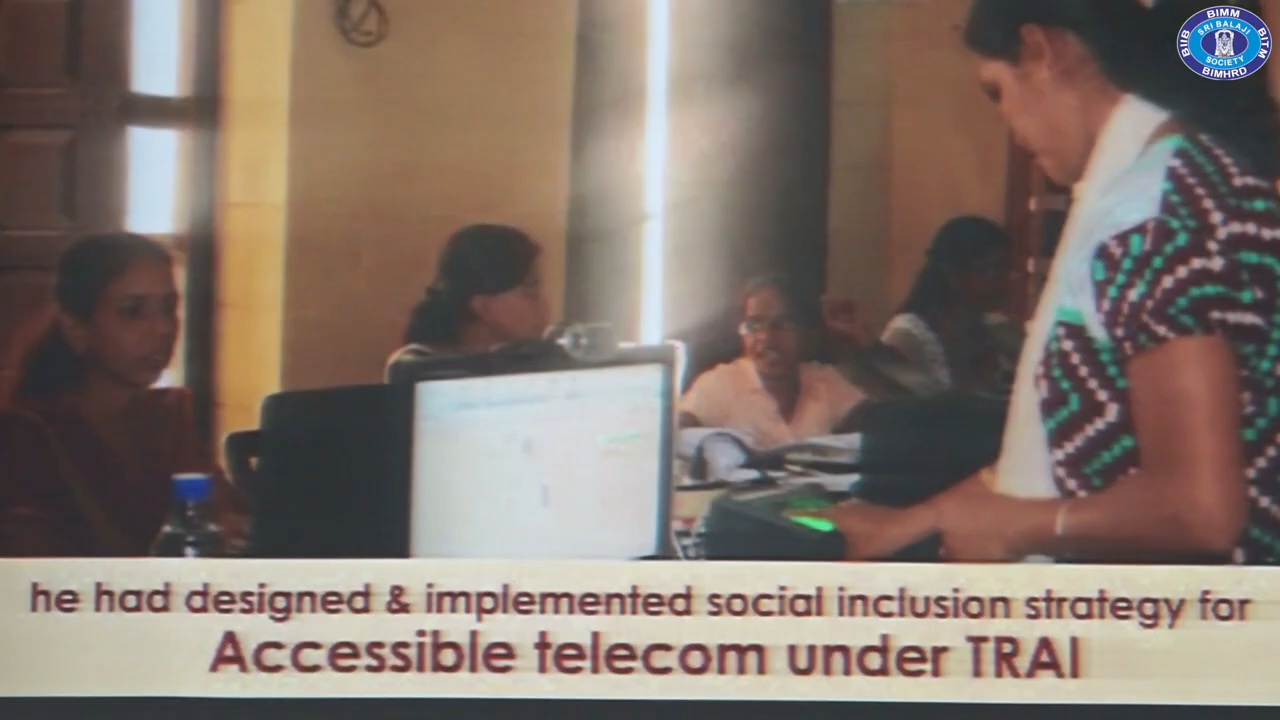 BIMM
BIIB
SRI BALAJI
BITM
SOCIETY
BIMHRD
he had designed & implemented social inclusion strategy for
Accessible telecom under TRAI